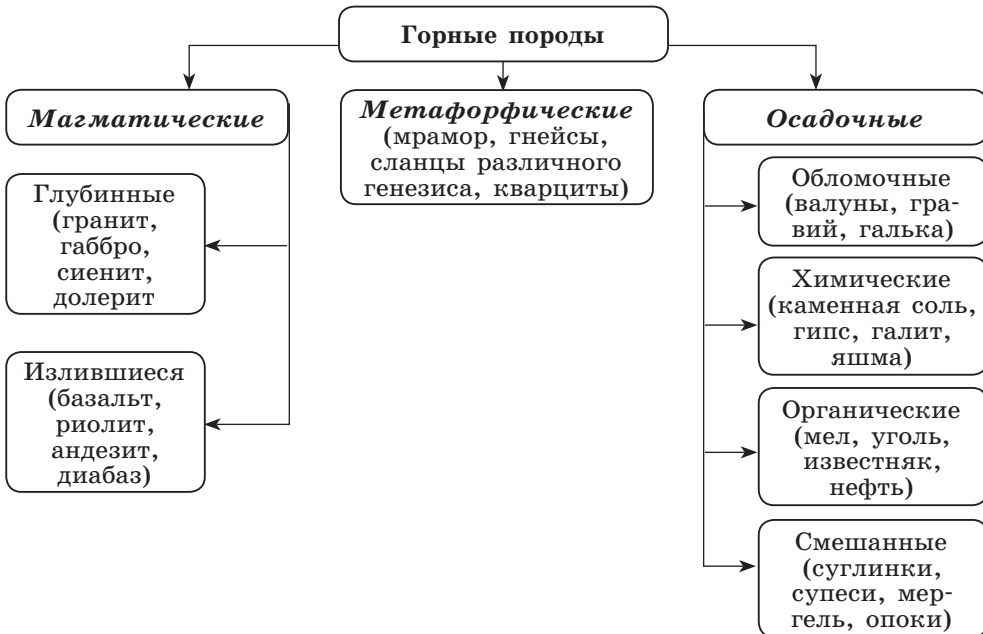 Горные породы
Магматические
Глубинные
(гранит,
габбро,
сиенит,
долерит
Излившиеся
(базальт,
риолит,
андезит,
диабаз)
Метафорфические
(мрамор, гнейсы,
сланцы различного
генезиса, кварциты)
Осадочные
Обломочные
(валуны, гра-
вий, галька)
Химические
(каменная соль,
гипс, галит,
яшма)
Органические
(мел, уголь,
известняк,
нефть)
Смешанные
(суглинки,
супеси, мер-
гель, опоки)